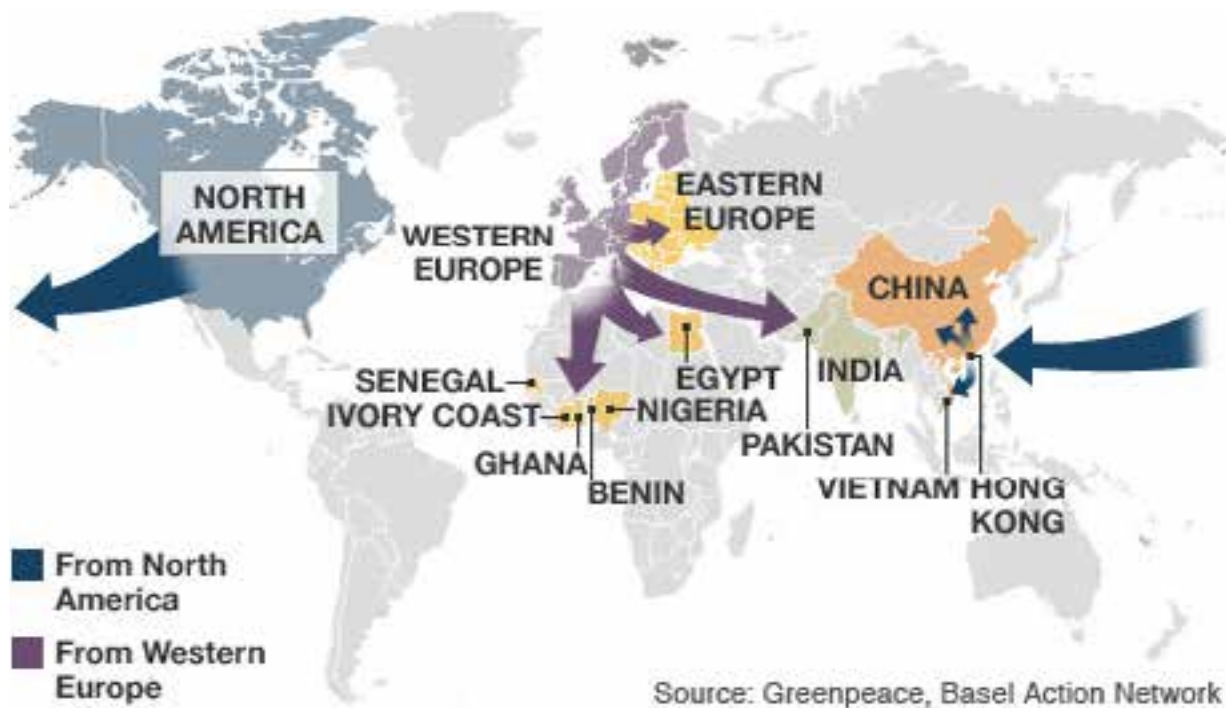 NORTH
AMERICA
WESTERN
EUROPE
EASTERN
EUROPE
CHINA
SENEGAL
IVORY COAST
GHANA
BENIN
NIGERIA
EGYPT
INDIA
PAKISTAN
VIETNAM
HONG
KONG
From North
America
From Western
Europe
Source: Greenpeace, Basel Action Network